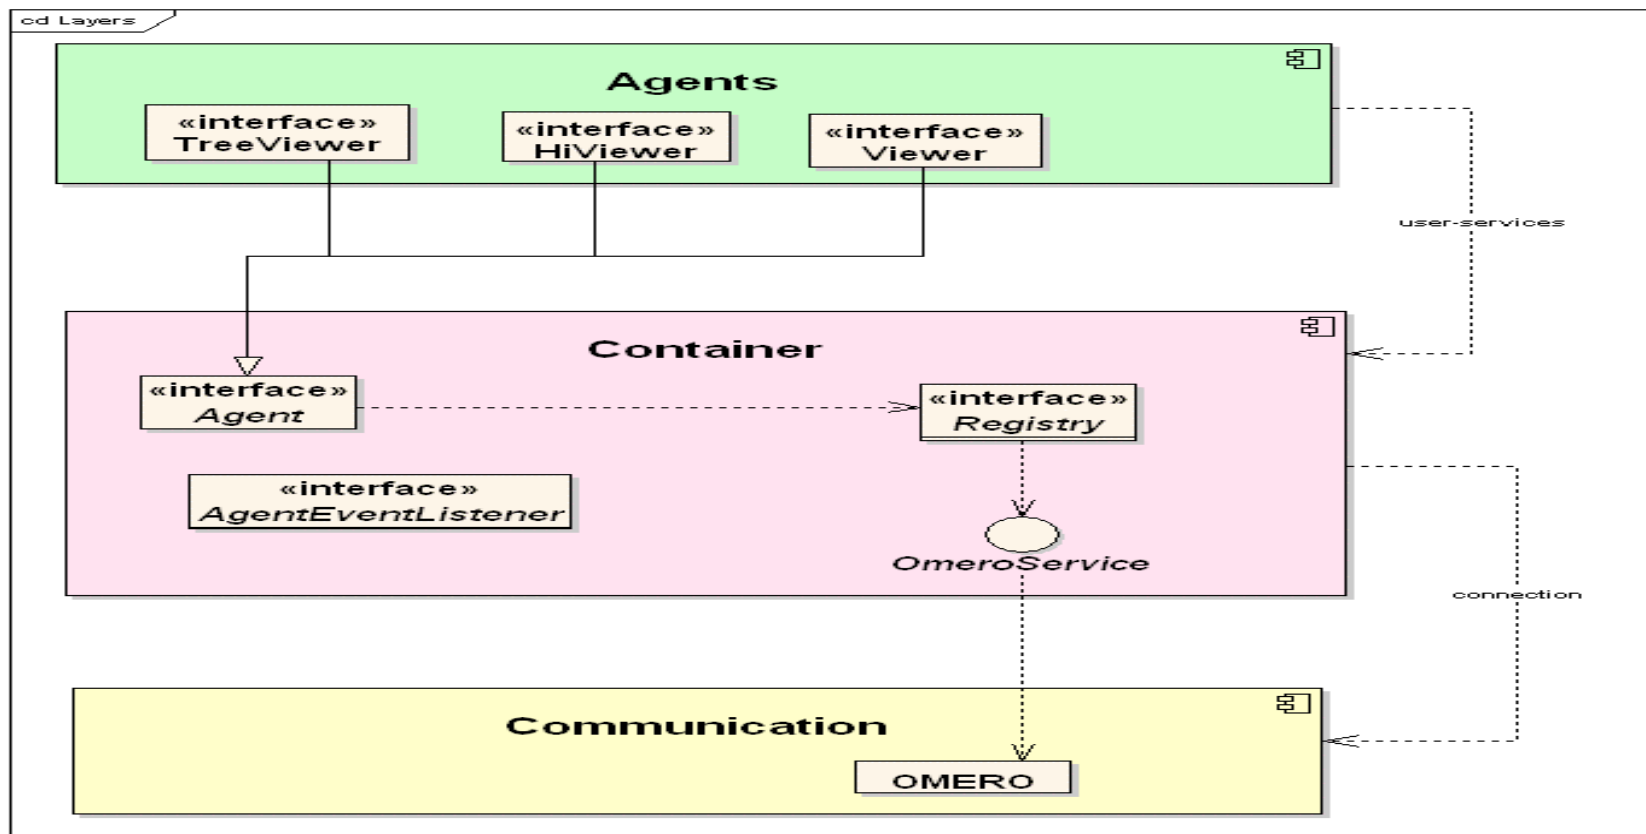 cd Layers
Agents
«interface»
TreeViewer
«interface»
HiViewer
«interface»
Viewer
user-services
Container
«interface»
Agent
«interface»
Registry
«interface»
AgentEventListener
OmeroService
connection
Communication
OMERO